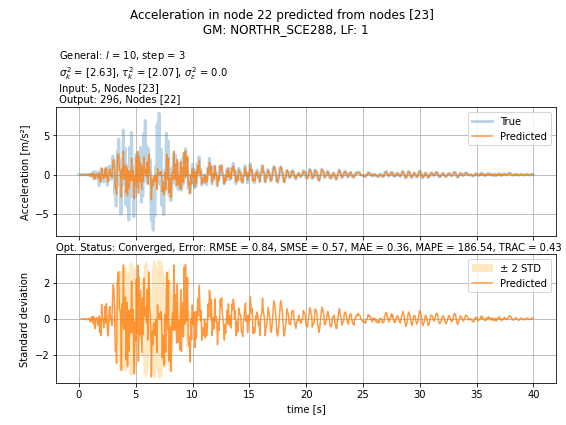 Acceleration in node 22 predicted from nodes [23]
GM: NORTHR_SCE288, LF: 1
General: l = 10, step = 3
σ²ₖ = [2.63], τ²ₖ = [2.07], σ²ε = 0.0
Input: 5, Nodes [23]
Output: 296, Nodes [22]
Acceleration [m/s²]
5
0
−5
True
Predicted
Opt. Status: Converged, Error: RMSE = 0.84, SMSE = 0.57, MAE = 0.36, MAPE = 186.54, TRAC = 0.43
Standard deviation
2
0
−2
± 2 STD
Predicted
0 5 10 15 20 25 30 35 40
time [s]